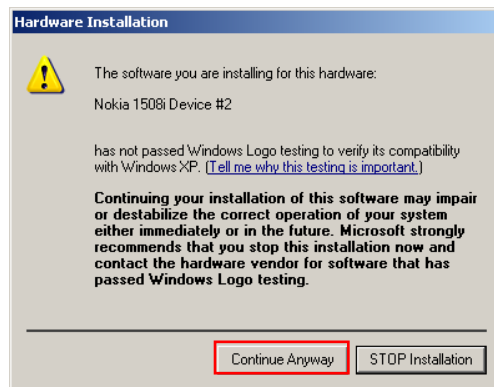 Hardware Installation
The software you are installing for this hardware:
Nokia 1508i Device #2
has not passed Windows Logo testing to verify its compatibility
with Windows XP. (Tell me why this testing is important.)
Continuing your installation of this software may impair
or destabilize the correct operation of your system
either immediately or in the future. Microsoft strongly
recommends that you stop this installation now and
contact the hardware vendor for software that has
passed Windows Logo testing.
Continue Anyway STOP Installation